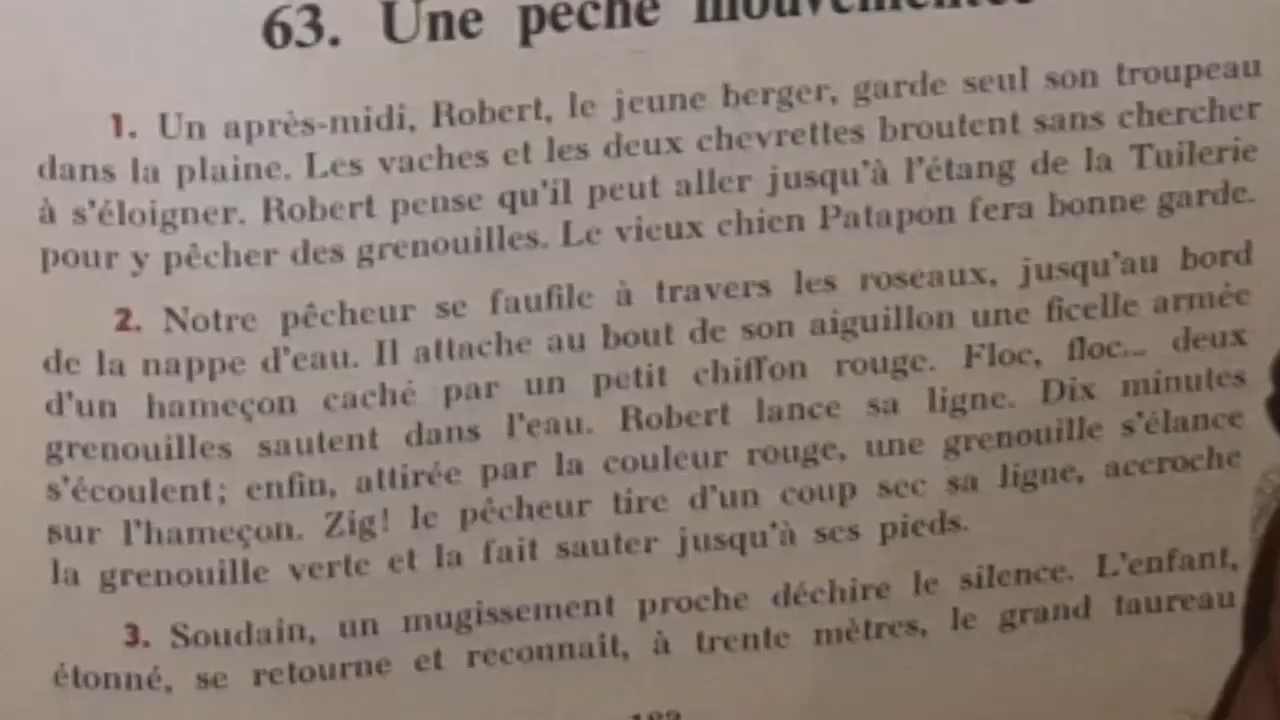 63. Une pêche mouvementée
1. Un après-midi, Robert, le jeune berger, garde seul son troupeau
dans la plaine. Les vaches et les deux chevrettes broutent sans chercher
à s'éloigner. Robert pense qu'il peut aller jusqu'à l'étang de la Tuilerie
pour y pêcher des grenouilles. Le vieux chien Patapon fera bonne garde.
2. Notre pêcheur se faufile à travers les roseaux, jusqu'au bord
de la nappe d'eau. Il attache au bout de son aiguillon une ficelle armée
d'un hameçon caché par un petit chiffon rouge. Floc, floc... deux
grenouilles sautent dans l'eau. Robert lance sa ligne. Dix minutes
s'écoulent; enfin, attirée par la couleur rouge, une grenouille s'élance
sur l'hameçon. Zig! le pêcheur tire d'un coup sec sa ligne, accroche
la grenouille verte et la fait sauter jusqu'à ses pieds.
3. Soudain, un mugissement proche déchire le silence. L'enfant,
étonné, se retourne et reconnaît, à trente mètres, le grand taureau